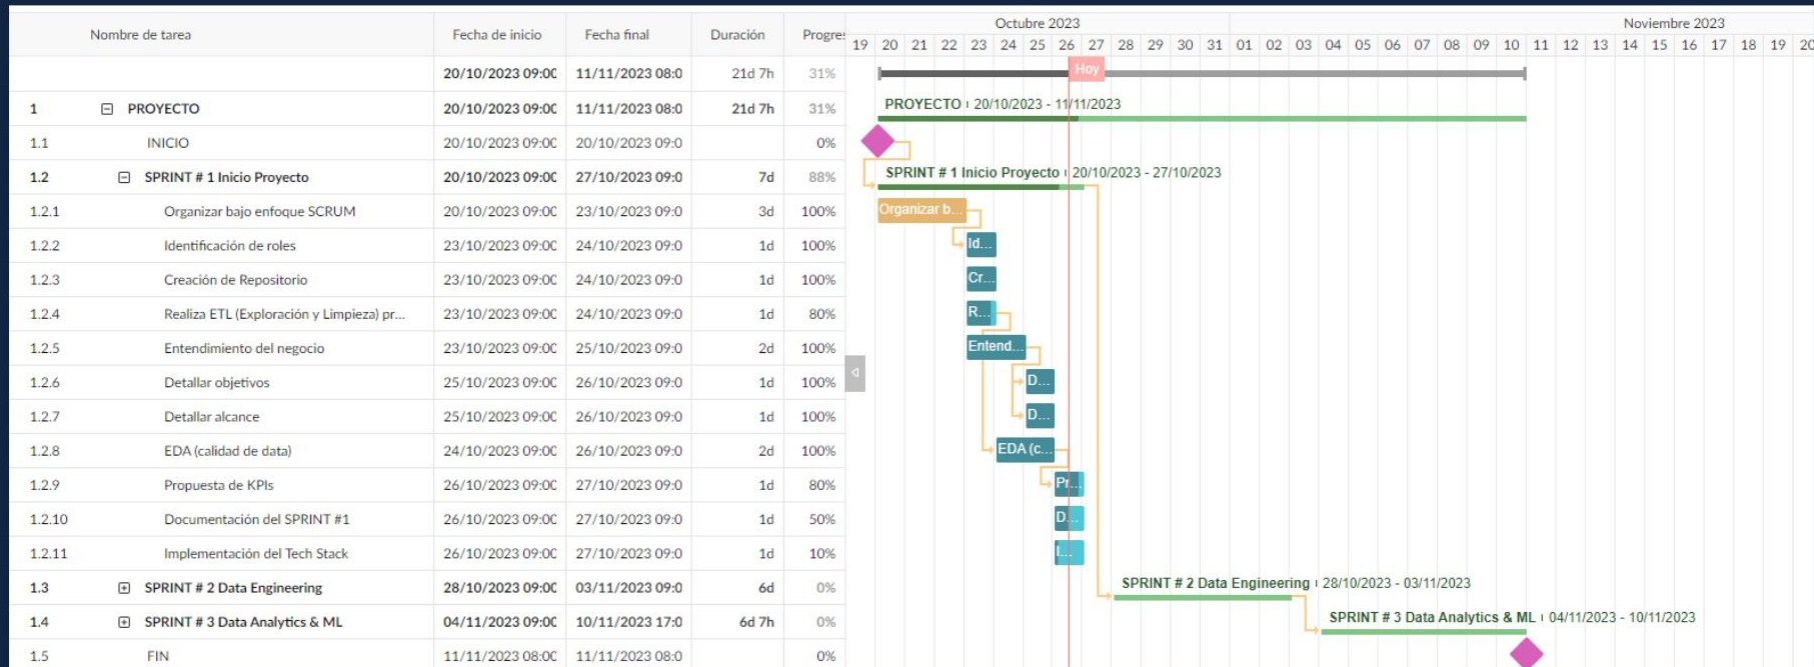 Nombre de tarea Fecha de inicio Fecha final Duración Progres Octubre 2023 Noviembre 2023
19 20 21 22 23 24 25 26 27 28 29 30 31 01 02 03 04 05 06 07 08 09 10 11 12 13 14 15 16 17 18 19 20
20/10/2023 09:00 11/11/2023 08:0 21d 7h 31% Hoy
1 PROYECTO 20/10/2023 09:00 11/11/2023 08:0 21d 7h 31% PROYECTO 20/10/2023 - 11/11/2023
1.1 INICIO 20/10/2023 09:00 20/10/2023 09:0 0%
1.2 SPRINT # 1 Inicio Proyecto 20/10/2023 09:00 27/10/2023 09:0 7d 88% SPRINT # 1 Inicio Proyecto 20/10/2023 - 27/10/2023
1.2.1 Organizar bajo enfoque SCRUM 20/10/2023 09:00 23/10/2023 09:0 3d 100% Organizar b...
1.2.2 Identificación de roles 23/10/2023 09:00 24/10/2023 09:0 1d 100% Id...
1.2.3 Creación de Repositorio 23/10/2023 09:00 24/10/2023 09:0 1d 100% Cr...
1.2.4 Realiza ETL (Exploración y Limpieza) pr... 23/10/2023 09:00 24/10/2023 09:0 1d 80% R...
1.2.5 Entendimiento del negocio 23/10/2023 09:00 25/10/2023 09:0 2d 100% Entend...
1.2.6 Detallar objetivos 25/10/2023 09:00 26/10/2023 09:0 1d 100% D...
1.2.7 Detallar alcance 25/10/2023 09:00 26/10/2023 09:0 1d 100% D...
1.2.8 EDA (calidad de data) 24/10/2023 09:00 26/10/2023 09:0 2d 100% EDA (c...
1.2.9 Propuesta de KPIs 26/10/2023 09:00 27/10/2023 09:0 1d 80% Pr...
1.2.10 Documentación del SPRINT #1 26/10/2023 09:00 27/10/2023 09:0 1d 50% D...
1.2.11 Implementación del Tech Stack 26/10/2023 09:00 27/10/2023 09:0 1d 10% I...
1.3 SPRINT # 2 Data Engineering 28/10/2023 09:00 03/11/2023 09:0 6d 0% SPRINT # 2 Data Engineering 28/10/2023 - 03/11/2023
1.4 SPRINT # 3 Data Analytics & ML 04/11/2023 09:00 10/11/2023 17:0 6d 7h 0% SPRINT # 3 Data Analytics & ML 04/11/2023 - 10/11/2023
1.5 FIN 11/11/2023 08:00 11/11/2023 08:0 0%